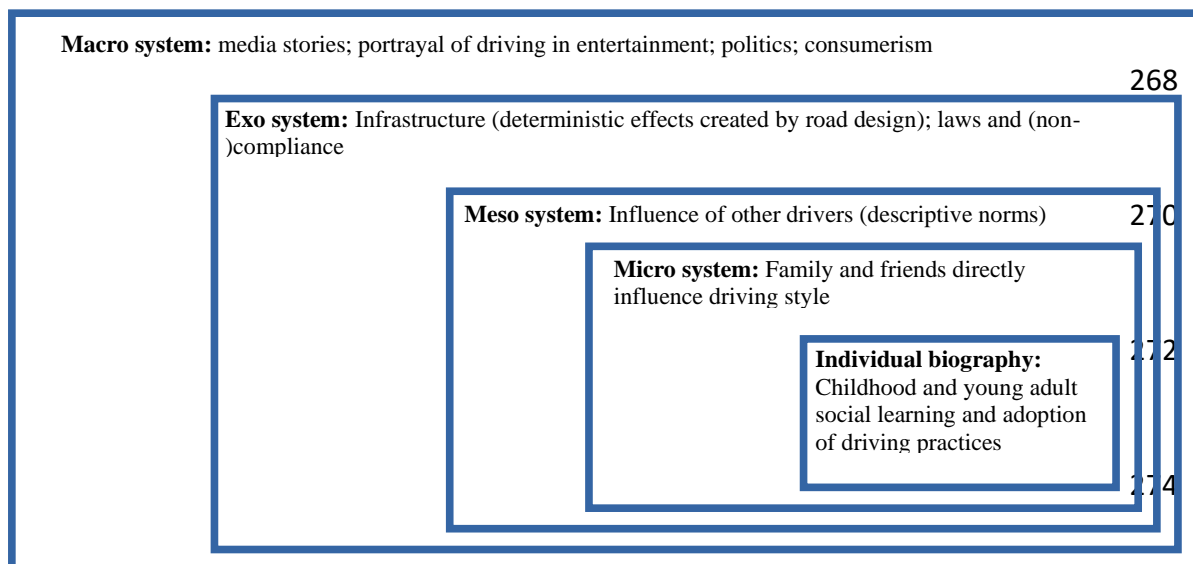 Macro system: media stories; portrayal of driving in entertainment; politics; consumerism
268
Exo system: Infrastructure (deterministic effects created by road design); laws and (non-
)compliance
Meso system: Influence of other drivers (descriptive norms)
270
Micro system: Family and friends directly
influence driving style
272
Individual biography:
Childhood and young adult
social learning and adoption
of driving practices
274